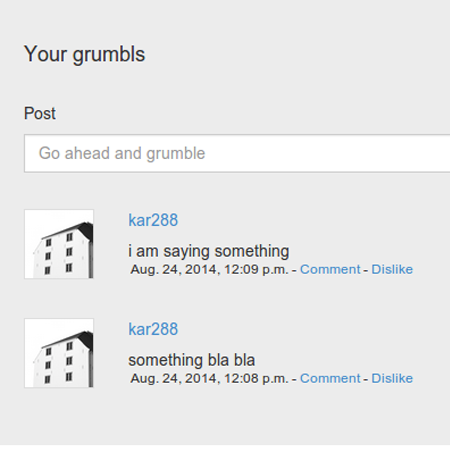 Your grumbls
Post
Go ahead and grumble
kar288
i am saying something
Aug. 24, 2014, 12:09 p.m. - Comment - Dislike
kar288
something bla bla
Aug. 24, 2014, 12:08 p.m. - Comment - Dislike